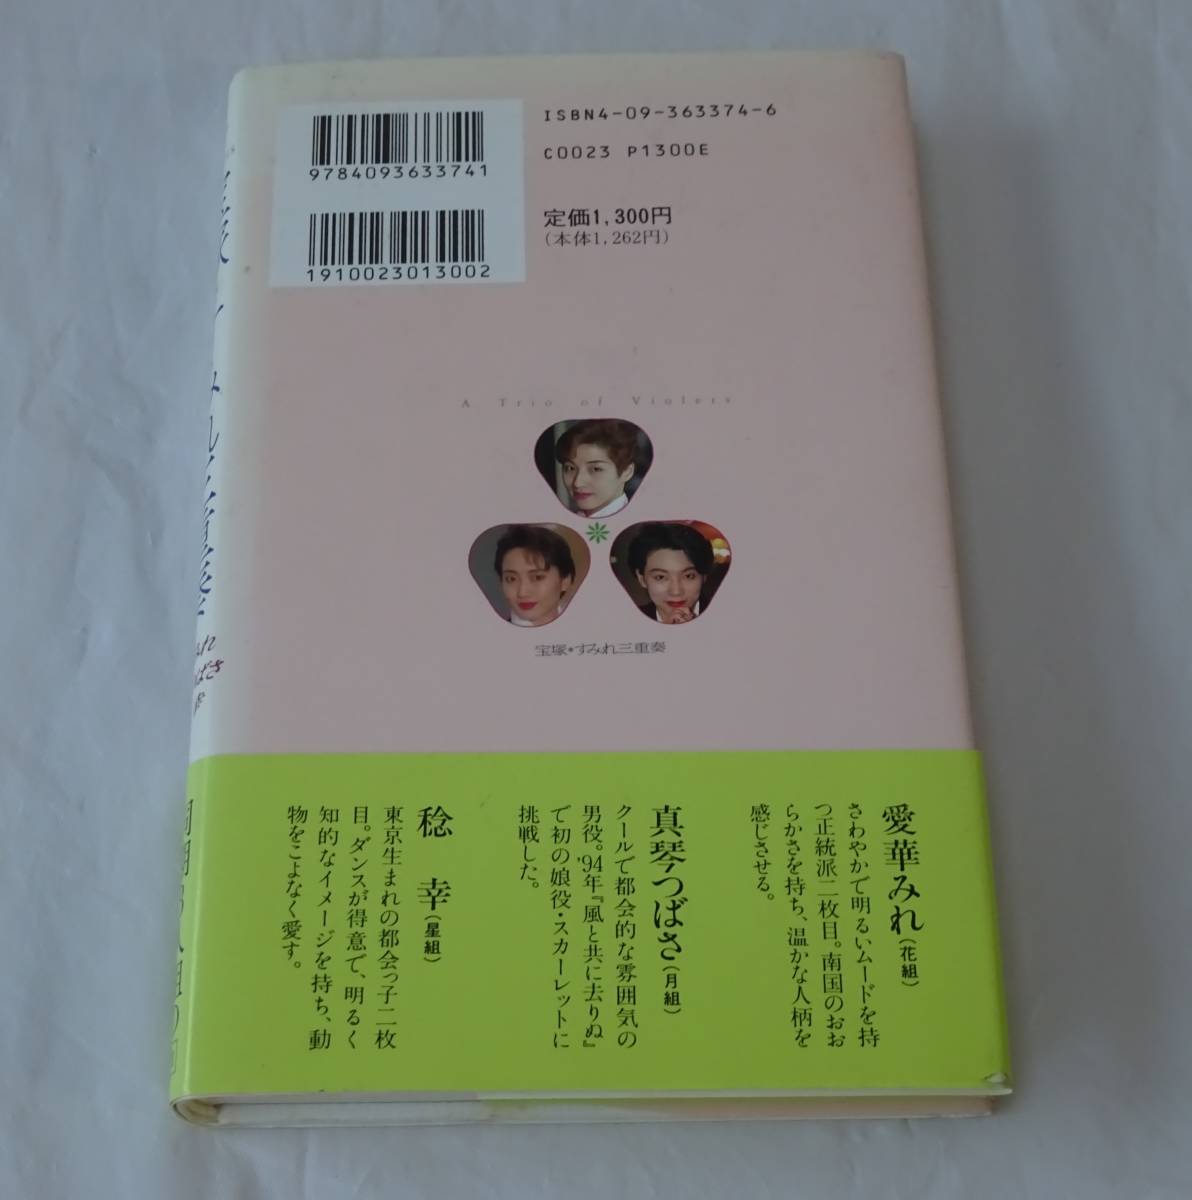 ISBN4-09-363374-6
C0023 P1300E
9784093633741
定価1,300円
(本体1,262円)
1910023013002
A Trio of Violets
宝塚・すみれ三重奏
愛華みれ(花組)
さわやかで明るいムードを持
つ正統派二枚目。南国のおお
らかさを持ち、温かな人柄を
感じさせる。
真琴つばさ(月組)
クールで都会的な雰囲気の
男役。'94年『風と共に去りぬ』
で初の娘役・スカーレットに
挑戦した。
稔 幸(星組)
東京生まれの都会っ子二枚
目。ダンスが得意で、明るく
知的なイメージを持ち、動
物をこよなく愛す。